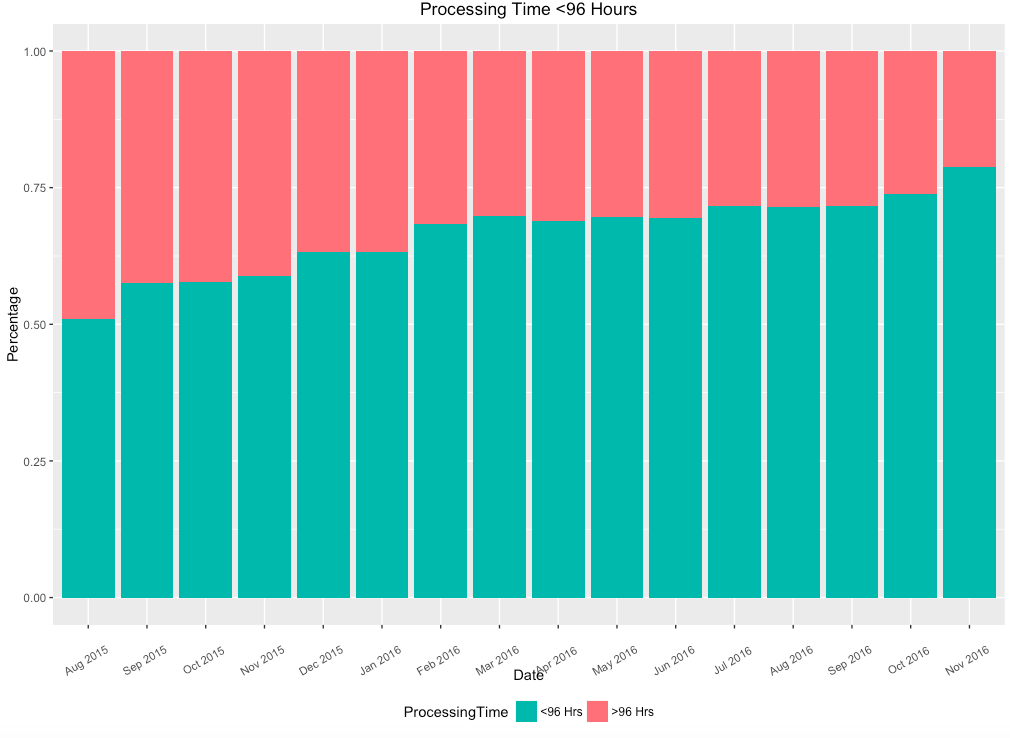 Processing Time <96 Hours
Percentage
1.00
0.75
0.50
0.25
0.00
Aug 2015 Sep 2015 Oct 2015 Nov 2015 Dec 2015 Jan 2016 Feb 2016 Mar 2016 Apr 2016 May 2016 Jun 2016 Jul 2016 Aug 2016 Sep 2016 Oct 2016 Nov 2016
Date
ProcessingTime <96 Hrs >96 Hrs